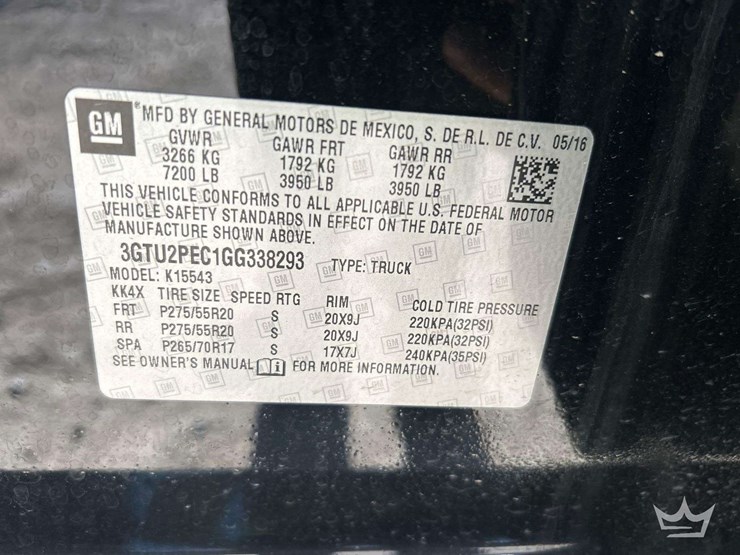 GM *MFD BY GENERAL MOTORS DE MEXICO, S. DE R.L. DE C.V. 05/16
GVWR GAWR FRT GAWR RR
3266 KG 1792 KG 1792 KG
7200 LB 3950 LB 3950 LB
THIS VEHICLE CONFORMS TO ALL APPLICABLE U.S. FEDERAL MOTOR
VEHICLE SAFETY STANDARDS IN EFFECT ON THE DATE OF
MANUFACTURE SHOWN ABOVE.
3GTU2PEC1GG338293 TYPE: TRUCK
MODEL: K15543
KK4X TIRE SIZE SPEED RTG RIM COLD TIRE PRESSURE
FRT P275/55R20 S 20X9J 220KPA(32PSI)
RR P275/55R20 S 20X9J 220KPA(32PSI)
SPA P265/70R17 S 17X7J 240KPA(35PSI)
SEE OWNER'S MANUAL i FOR MORE INFORMATION.